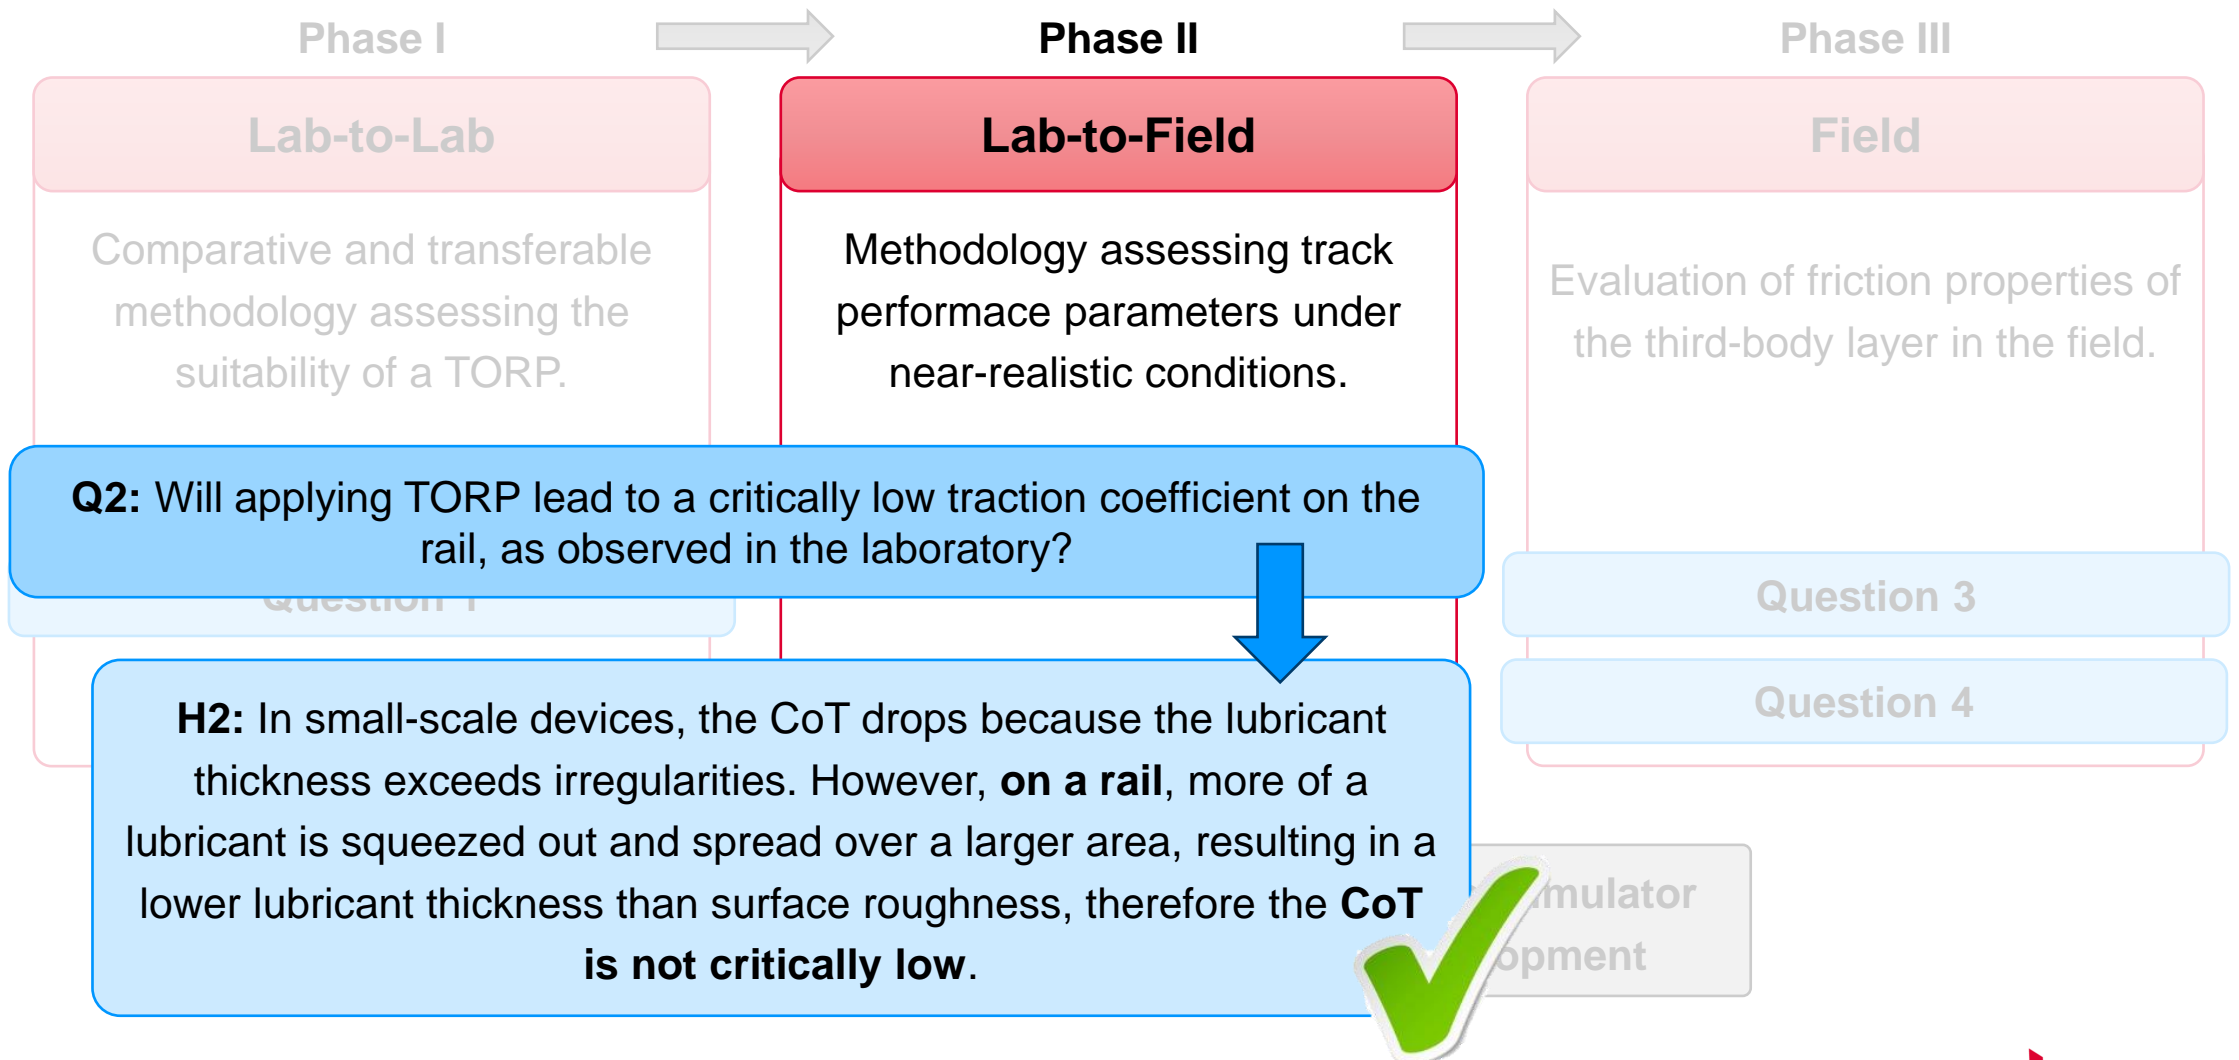 Phase I
Phase II
Phase III
Lab-to-Lab
Lab-to-Field
Field
Comparative and transferable
methodology assessing the
suitability of a TORP.
Methodology assessing track
performace parameters under
near-realistic conditions.
Evaluation of friction properties of
the third-body layer in the field.
Q2: Will applying TORP lead to a critically low traction coefficient on the
rail, as observed in the laboratory?
Question 1
Question 3
Question 4
H2: In small-scale devices, the CoT drops because the lubricant
thickness exceeds irregularities. However, on a rail, more of a
lubricant is squeezed out and spread over a larger area, resulting in a
lower lubricant thickness than surface roughness, therefore the CoT
is not critically low.
mulator
opment